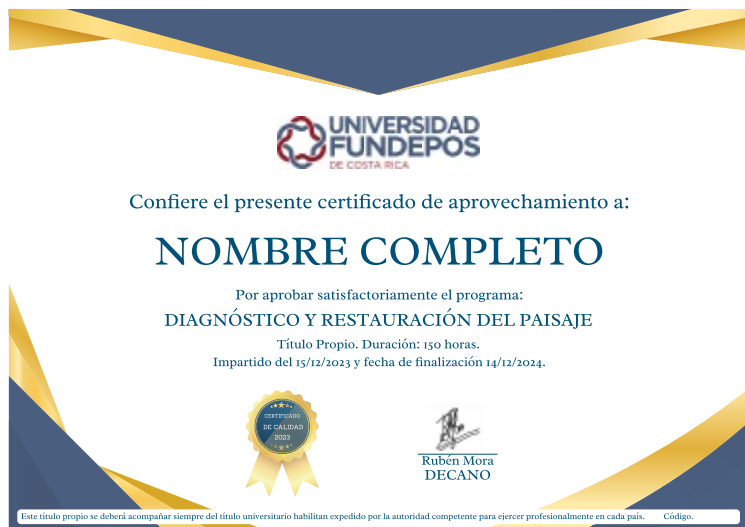 UNIVERSIDAD
FUNDEPOS
DE COSTA RICA
Confiere el presente certificado de aprovechamiento a:
NOMBRE COMPLETO
Por aprobar satisfactoriamente el programa:
DIAGNÓSTICO Y RESTAURACIÓN DEL PAISAJE
Título Propio. Duración: 150 horas.
Impartido del 15/12/2023 y fecha de finalización 14/12/2024.
CERTIFICADO
DE CALIDAD
2023
Rubén Mora
DECANO
Este título propio se deberá acompañar siempre del título universitario habilitan expedido por la autoridad competente para ejercer profesionalmente en cada país. Código.